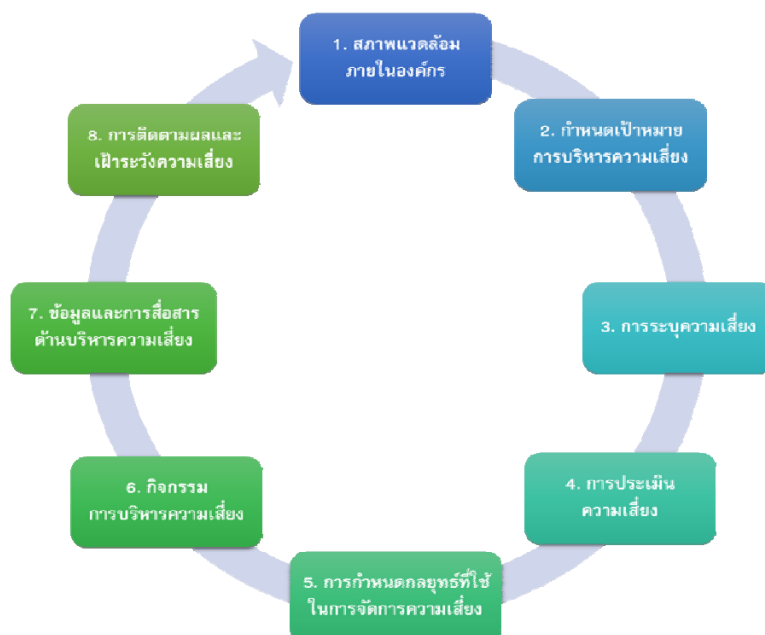 1. สภาพแวดล้อม
ภายในองค์กร
2. กำหนดเป้าหมาย
การบริหารความเสี่ยง
3. การระบุความเสี่ยง
4. การประเมิน
ความเสี่ยง
5. การกำหนดกลยุทธ์ที่ใช้
ในการจัดการความเสี่ยง
6. กิจกรรม
การบริหารความเสี่ยง
7. ข้อมูลและการสื่อสาร
ด้านบริหารความเสี่ยง
8. การติดตามผลและ
เฝ้าระวังความเสี่ยง